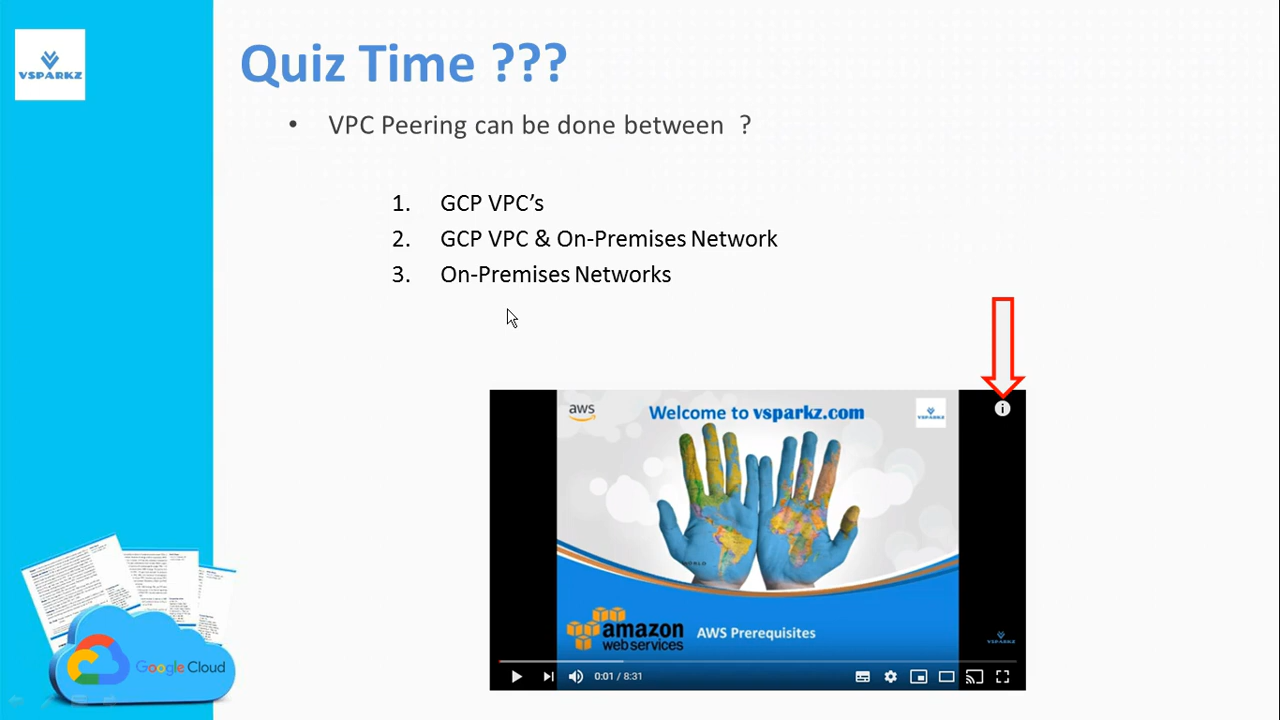 VSPARKZ
Quiz Time ???
• VPC Peering can be done between ?
1. GCP VPC’s
2. GCP VPC & On-Premises Network
3. On-Premises Networks
i
aws
Welcome to vsparkz.com
amazon
web services
AWS Prerequisites
VSPARKZ
0:01 / 8:31
Google Cloud